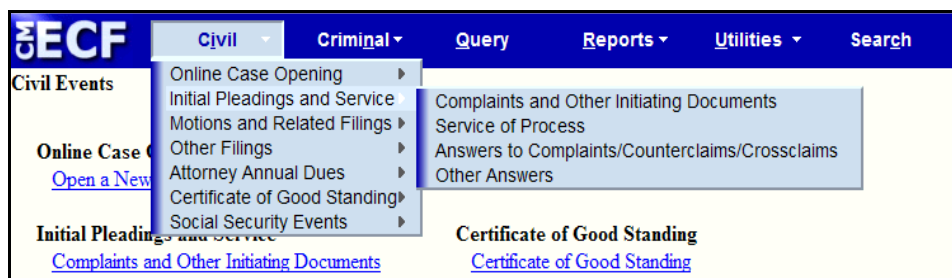 CM ECF Civil Criminal Query Reports Utilities Search
Civil Events
Online Case Opening
Initial Pleadings and Service
Motions and Related Filings
Other Filings
Attorney Annual Dues
Certificate of Good Standing
Social Security Events
Complaints and Other Initiating Documents
Service of Process
Answers to Complaints/Counterclaims/Crossclaims
Other Answers
Online Case
Open a New
Initial Pleadings and Service
Complaints and Other Initiating Documents
Certificate of Good Standing
Certificate of Good Standing